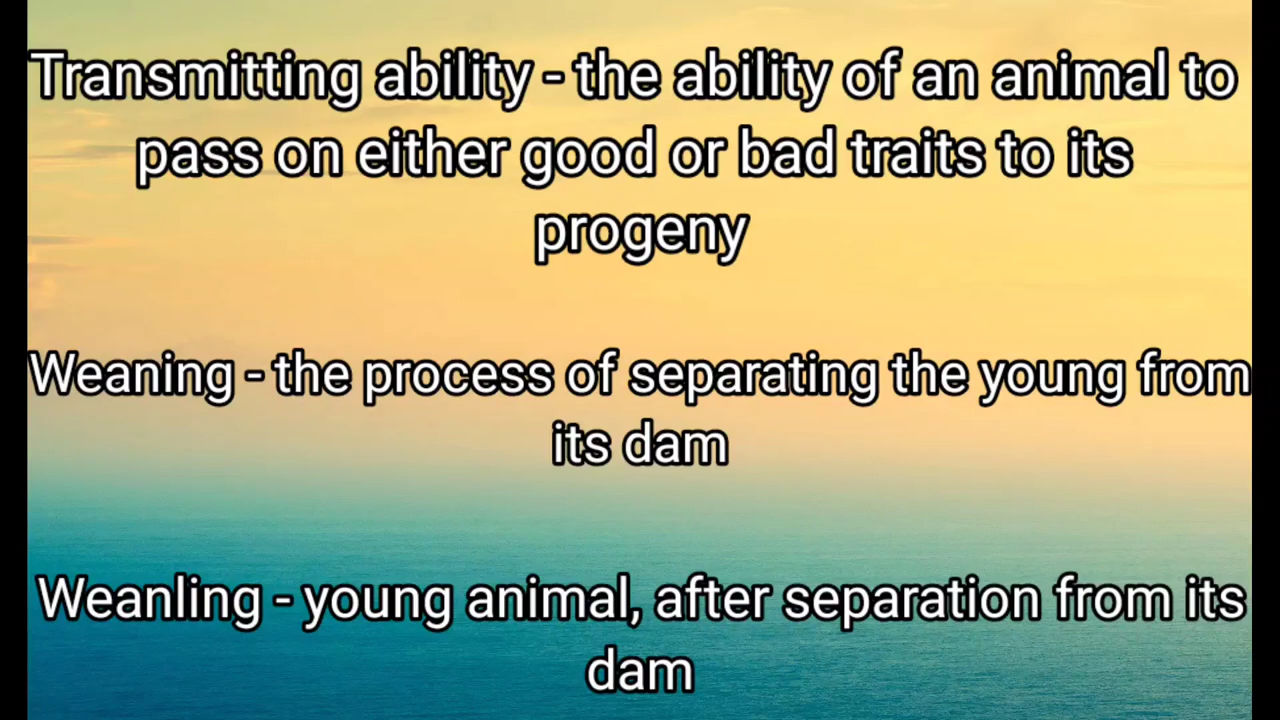 Transmitting ability - the ability of an animal to
pass on either good or bad traits to its
progeny
Weaning - the process of separating the young from
its dam
Weanling - young animal, after separation from its
dam